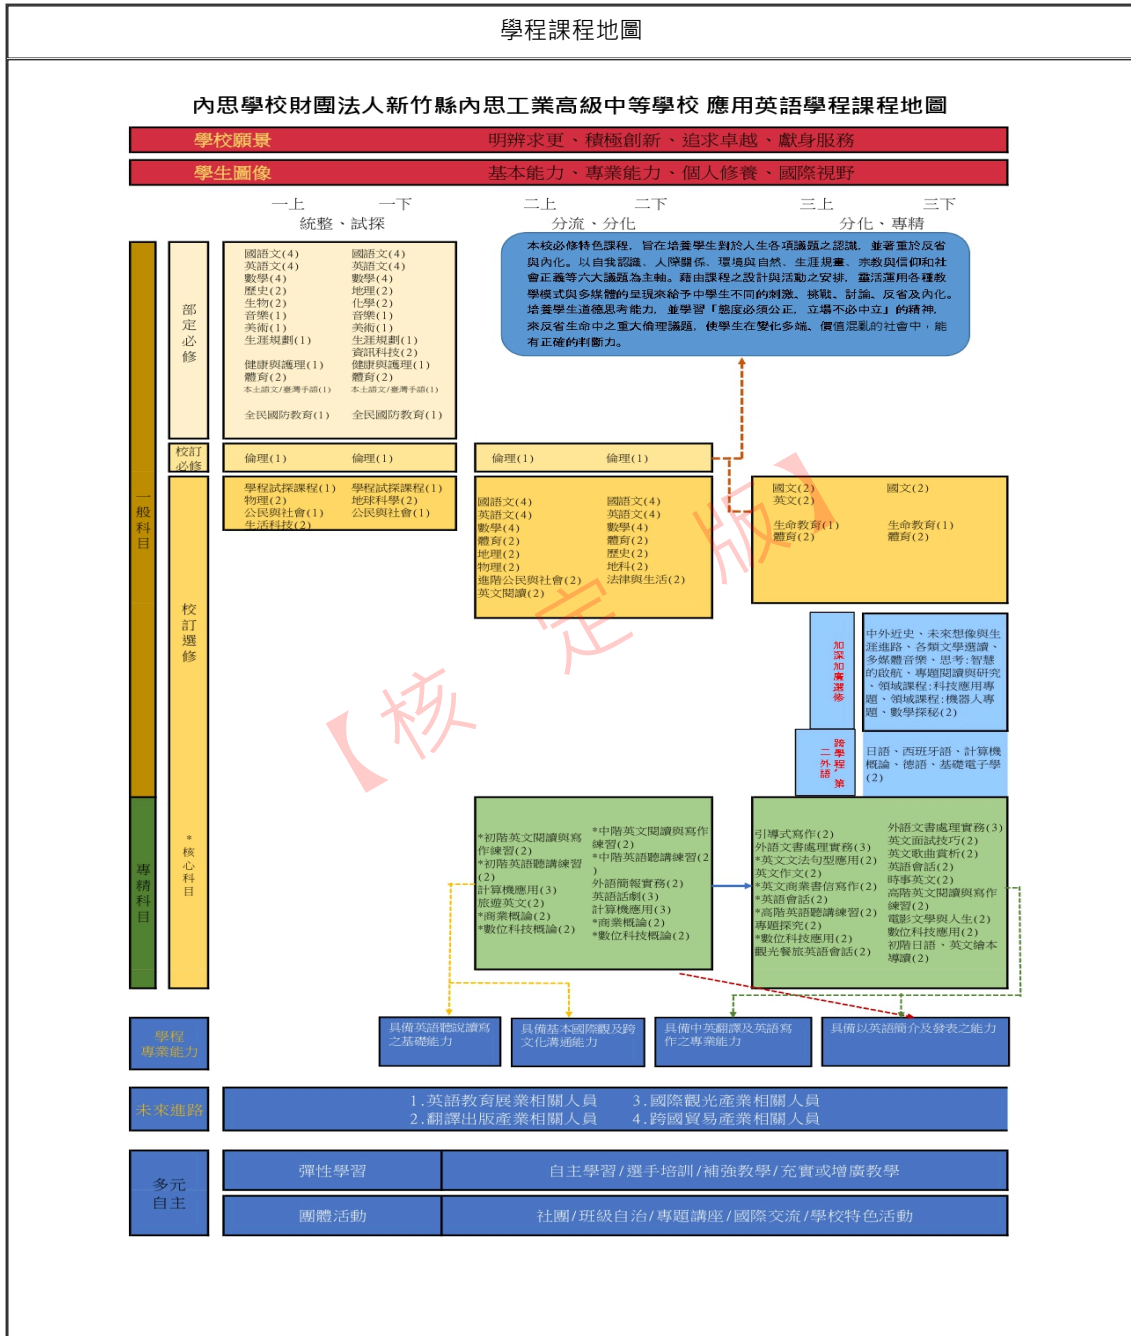 學程課程地圖
內思學校財團法人新竹縣內思工業高級中等學校 應用英語學程課程地圖
學校願景 明辨求更、積極創新、追求卓越、獻身服務
學生圖像 基本能力、專業能力、個人修養、國際視野
一上 一下 二上 二下 三上 三下
統整、試探 分流、分化 分化、專精
一般科目
部定必修
國語文(4) 國語文(4)
英語文(4) 英語文(4)
數學(4) 數學(4)
歷史(2) 地理(2)
生物(2) 化學(2)
音樂(1) 音樂(1)
美術(1) 美術(1)
生涯規劃(1) 生涯規劃(1)
資訊科技(2)
健康與護理(1) 健康與護理(1)
體育(2) 體育(2)
本土語文/臺灣手語(1) 本土語文/臺灣手語(1)
全民國防教育(1) 全民國防教育(1)
本校必修特色課程，旨在培養學生對於人生各項議題之認識，並著重於反省
與內化。以自我認識、人際關係、環境與自然、生涯規畫、宗教與信仰和社
會正義等六大議題為主軸。藉由課程之設計與活動之安排，靈活運用各種教
學模式與多媒體的呈現來給予中學生不同的刺激、挑戰、討論、反省及內化。
培養學生道德思考能力，並學習「態度必須公正，立場不必中立」的精神，
來反省生命中之重大倫理議題，使學生在變化多端、價值混亂的社會中，能
有正確的判斷力。
校訂
必修
倫理(1) 倫理(1) 倫理(1) 倫理(1)
校訂選修
學程試探課程(1) 學程試探課程(1)
物理(2) 地球科學(2)
公民與社會(1) 公民與社會(1)
生活科技(2)
國語文(4) 國語文(4)
英語文(4) 英語文(4)
數學(4) 數學(4)
體育(2) 體育(2)
地理(2) 歷史(2)
物理(2) 地科(2)
進階公民與社會(2) 法律與生活(2)
英文閱讀(2)
國文(2) 國文(2)
英文(2)
生命教育(1) 生命教育(1)
體育(2) 體育(2)
加深加廣選修
中外近史、未來想像與生
涯進路、各類文學選讀、
多媒體音樂、思考:智慧
的啟航、專題閱讀與研究
、領域課程:科技應用專
題、領域課程:機器人專
題、數學探秘(2)
跨學程,第
二外語
日語、西班牙語、計算機
概論、德語、基礎電子學
(2)
【核定版】
專精科目
*核心科目
*初階英文閱讀與寫
作練習(2)
*初階英語聽講練習
(2)
計算機應用(3)
旅遊英文(2)
*商業概論(2)
*數位科技概論(2)
*中階英文閱讀與寫作
練習(2)
*中階英語聽講練習(2
)
外語簡報實務(2)
英語話劇(3)
計算機應用(3)
*商業概論(2)
*數位科技概論(2)
引導式寫作(2)
外語文書處理實務(3)
*英文文法句型應用(2)
英文作文(2)
*英文商業書信寫作(2)
*英語會話(2)
*高階英語聽講練習(2)
專題探究(2)
*數位科技應用(2)
觀光餐旅英語會話(2)
外語文書處理實務(3)
英文面試技巧(2)
英文歌曲賞析(2)
英語會話(2)
時事英文(2)
高階英文閱讀與寫作
練習(2)
電影文學與人生(2)
數位科技應用(2)
初階日語、英文繪本
導讀(2)
學程
專業能力
具備英語聽說讀寫
之基礎能力
具備基本國際觀及跨
文化溝通能力
具備中英翻譯及英語寫
作之專業能力
具備以英語簡介及發表之能力
未來進路
1.英語教育展業相關人員 3.國際觀光產業相關人員
2.翻譯出版產業相關人員 4.跨國貿易產業相關人員
多元
自主
彈性學習 自主學習/選手培訓/補強教學/充實或增廣教學
團體活動 社團/班級自治/專題講座/國際交流/學校特色活動